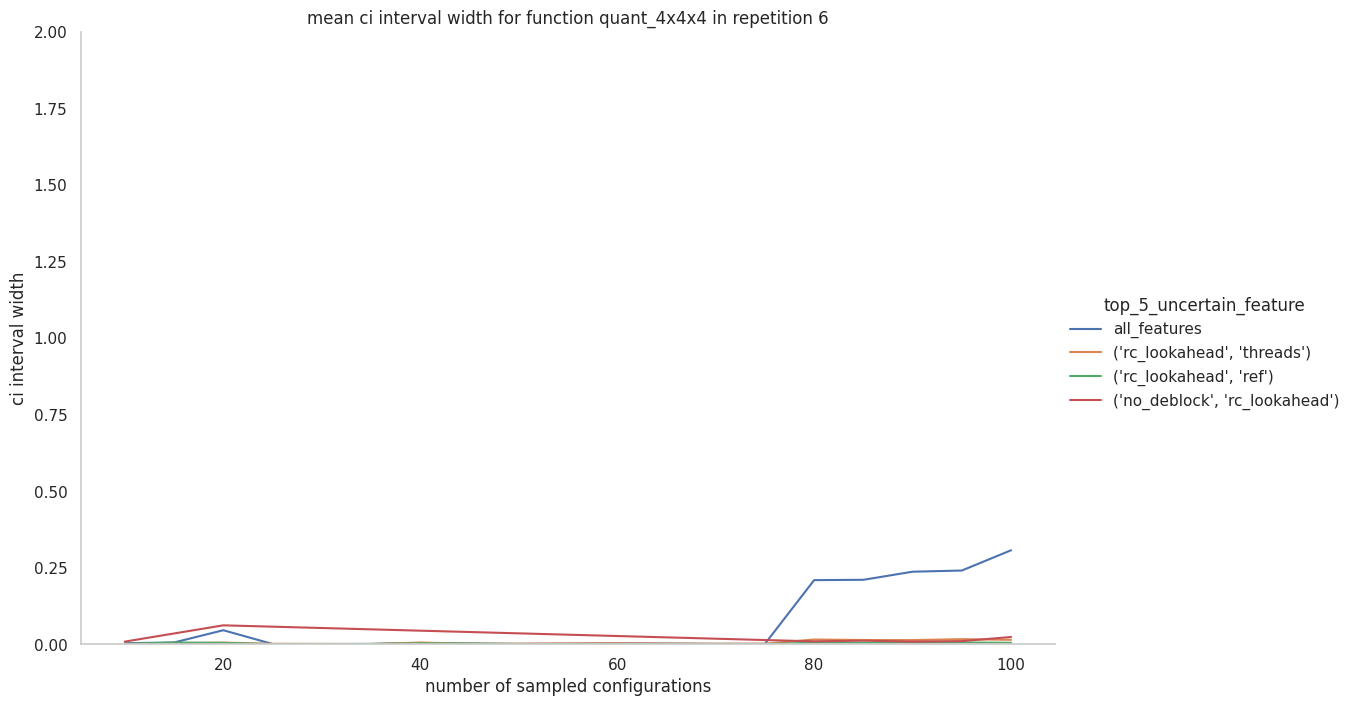 mean ci interval width for function quant_4x4x4 in repetition 6
2.00
1.75
1.50
1.25
1.00
0.75
0.50
0.25
0.00
ci interval width
20
40
60
80
100
number of sampled configurations
top_5_uncertain_feature
all_features
('rc_lookahead', 'threads')
('rc_lookahead', 'ref')
('no_deblock', 'rc_lookahead')